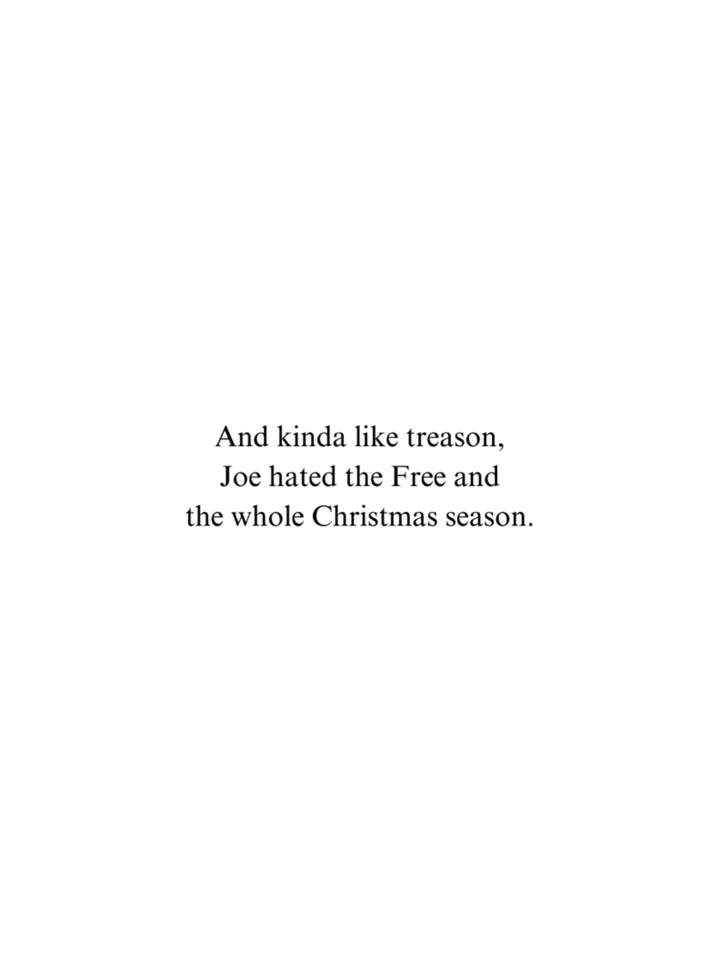 And kinda like treason,
Joe hated the Free and
the whole Christmas season.